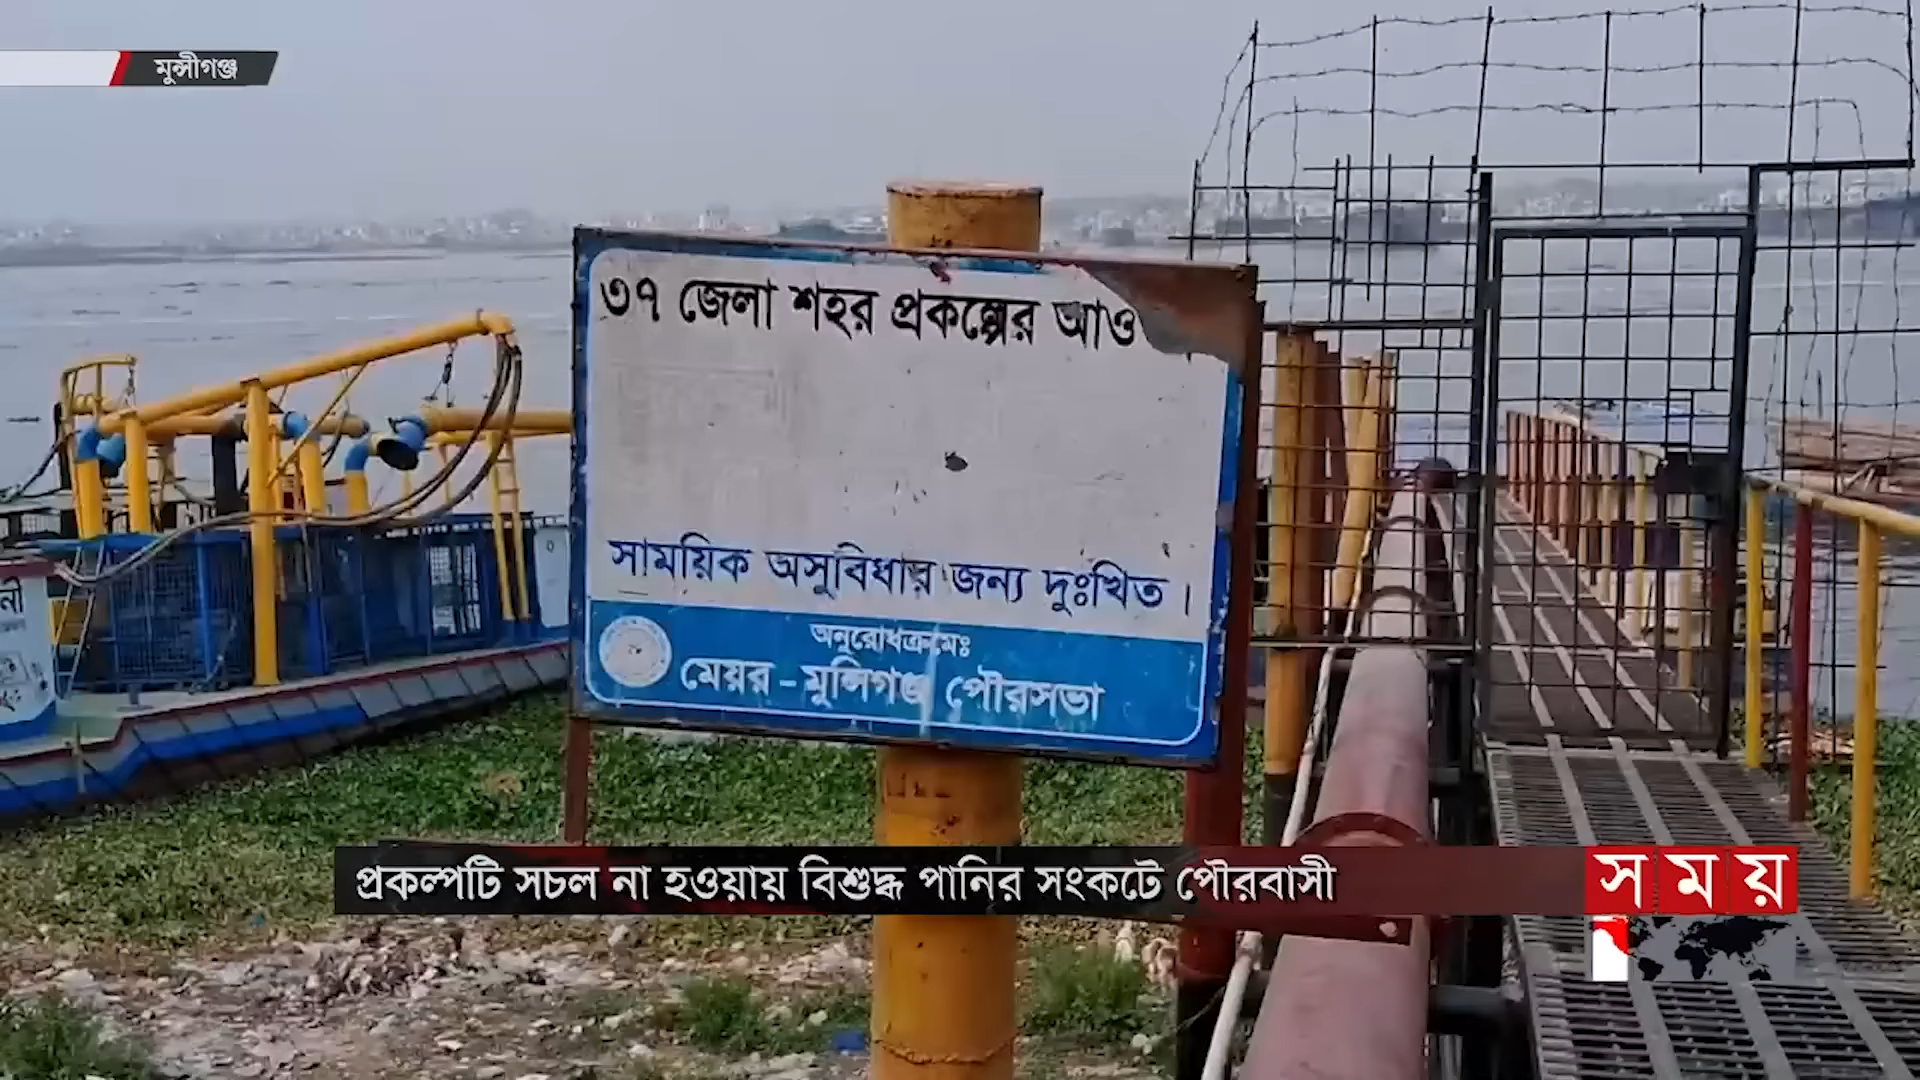 মুন্সীগঞ্জ
৩৭ জেলা শহর প্রকল্পের
সাময়িক অসুবিধার জন্য দুঃখিত।
অনুরোধক্রমেঃ
মেয়র - মুন্সিগঞ্জ পৌরসভা
নী
প্রকল্পটি সচল না হওয়ায় বিশুদ্ধ পানির সংকটে পৌরবাসী
সময়